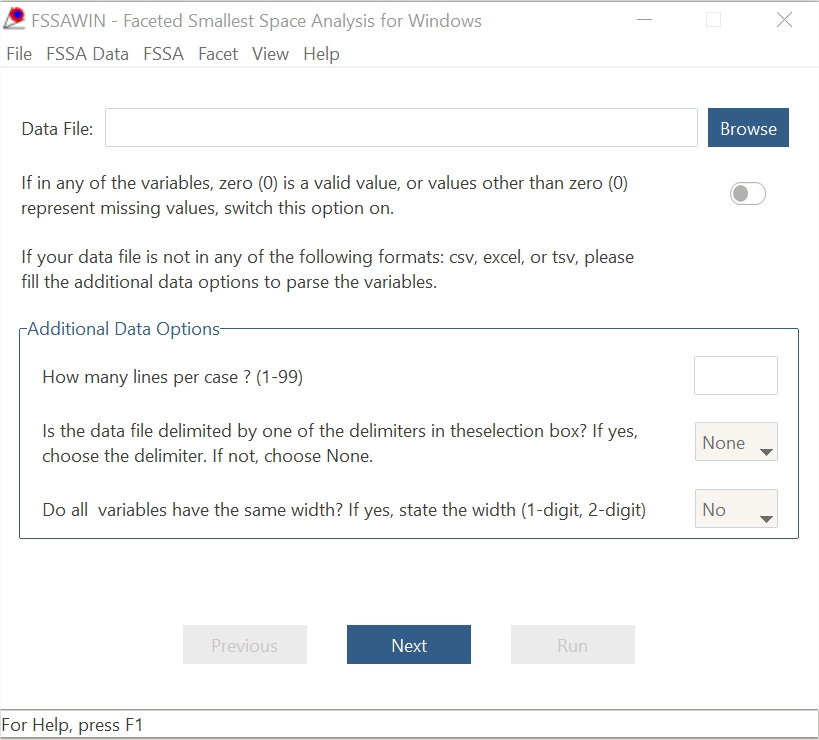 FSSAWIN - Faceted Smallest Space Analysis for Windows
File FSSA Data FSSA Facet View Help
Data File: Browse
If in any of the variables, zero (0) is a valid value, or values other than zero (0)
represent missing values, switch this option on.
If your data file is not in any of the following formats: csv, excel, or tsv, please
fill the additional data options to parse the variables.
Additional Data Options
How many lines per case ? (1-99)
Is the data file delimited by one of the delimiters in theselection box? If yes,
choose the delimiter. If not, choose None.
None
Do all  variables have the same width? If yes, state the width (1-digit, 2-digit)
No
Previous Next Run
For Help, press F1